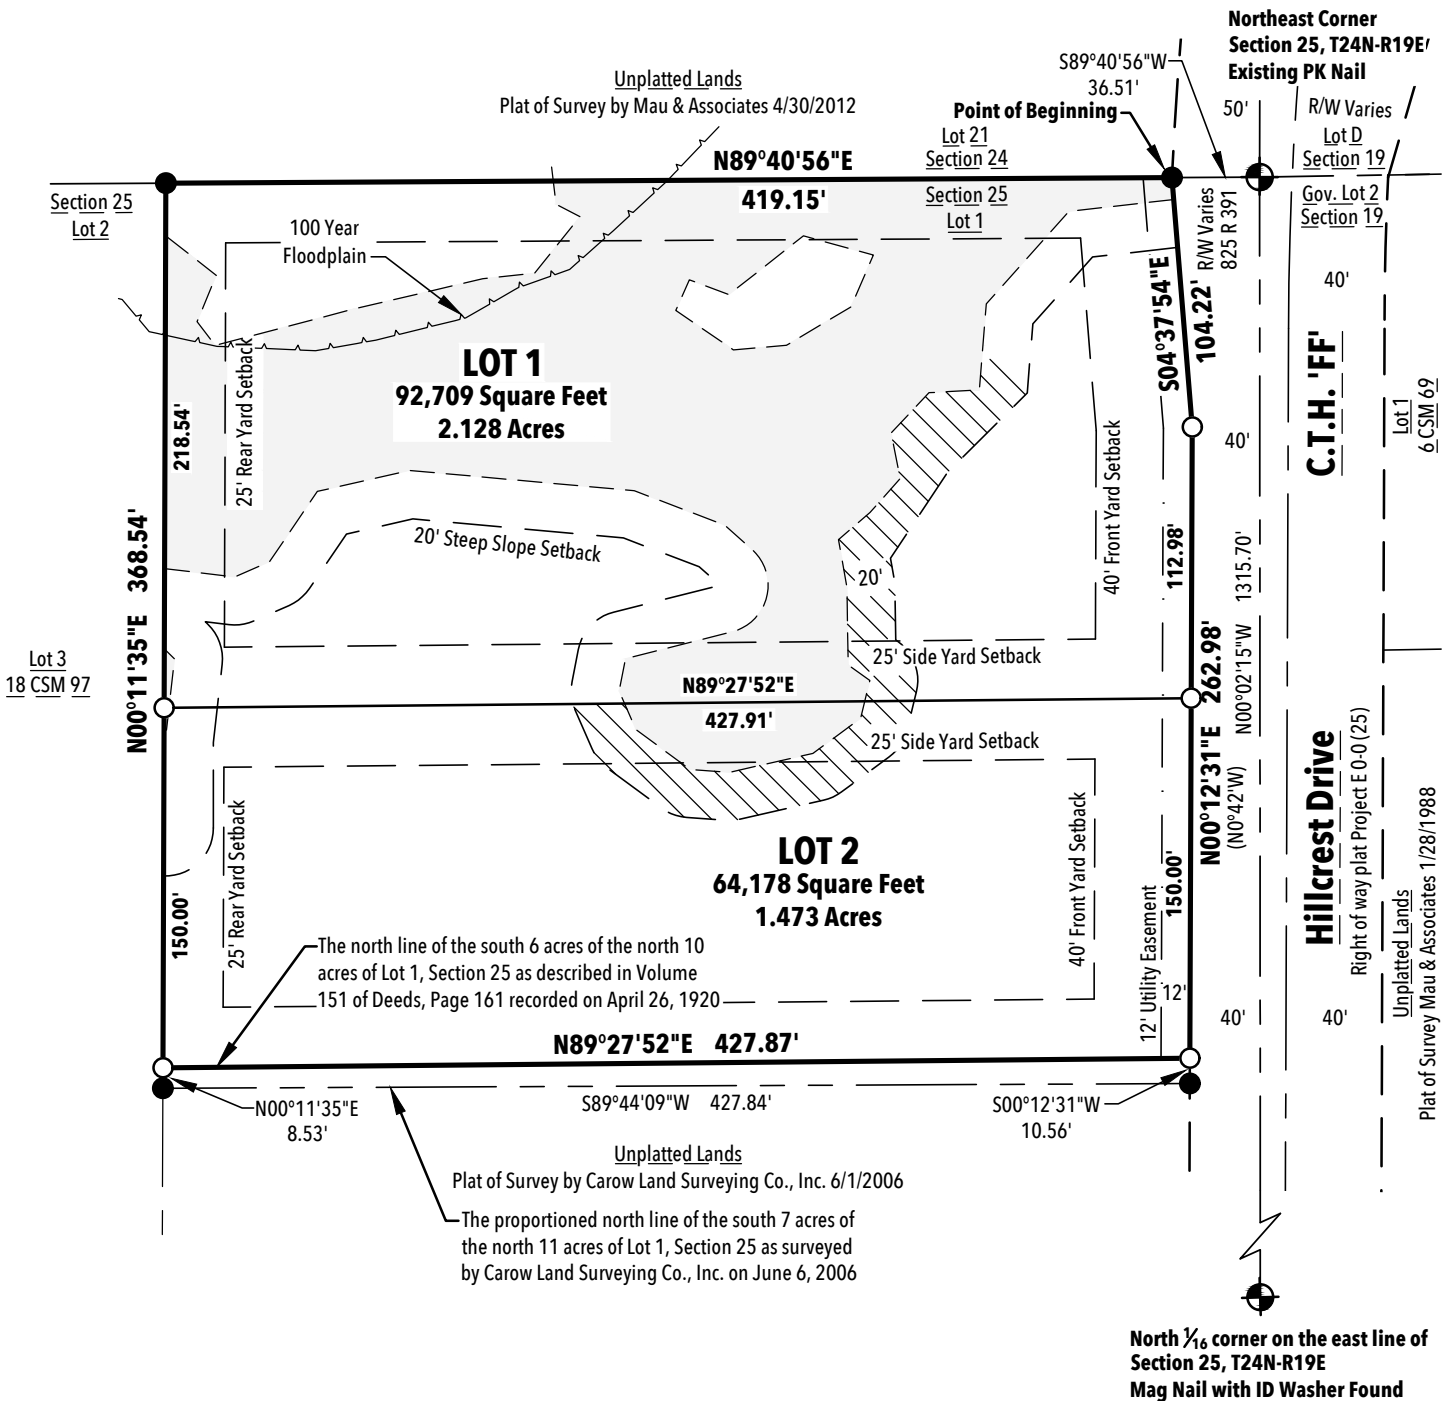 Northeast Corner
Section 25, T24N-R19E
Existing PK Nail
S89°40'56"W
36.51'
Point of Beginning
Unplatted Lands
Plat of Survey by Mau & Associates 4/30/2012
Lot 21
Section 24
50'
R/W Varies
Lot D
Section 19
N89°40'56"E
419.15'
Section 25
Lot 1
Gov. Lot 2
Section 19
Section 25
Lot 2
R/W Varies
825 R 391
100 Year
Floodplain
40'
S04°37'54"E
104.22'
LOT 1
92,709 Square Feet
2.128 Acres
25' Rear Yard Setback
218.54'
C.T.H. 'FF'
Lot 1
6 CSM 69
40'
40' Front Yard Setback
20' Steep Slope Setback
20'
112.98'
1315.70'
N00°02'15"W
N00°11'35"E 368.54'
Lot 3
18 CSM 97
25' Side Yard Setback
N89°27'52"E
427.91'
25' Side Yard Setback
N00°12'31"E 262.98'
(N0°42'W)
Hillcrest Drive
Right of way plat Project E 0-0 (25)
Unplatted Lands
Plat of Survey Mau & Associates 1/28/1988
LOT 2
64,178 Square Feet
1.473 Acres
25' Rear Yard Setback
150.00'
40' Front Yard Setback
150.00'
12' Utility Easement
12'
40'
40'
The north line of the south 6 acres of the north 10
acres of Lot 1, Section 25 as described in Volume
151 of Deeds, Page 161 recorded on April 26, 1920
N89°27'52"E 427.87'
N00°11'35"E
8.53'
S89°44'09"W 427.84'
S00°12'31"W
10.56'
Unplatted Lands
Plat of Survey by Carow Land Surveying Co., Inc. 6/1/2006
The proportioned north line of the south 7 acres of
the north 11 acres of Lot 1, Section 25 as surveyed
by Carow Land Surveying Co., Inc. on June 6, 2006
North 1/16 corner on the east line of
Section 25, T24N-R19E
Mag Nail with ID Washer Found